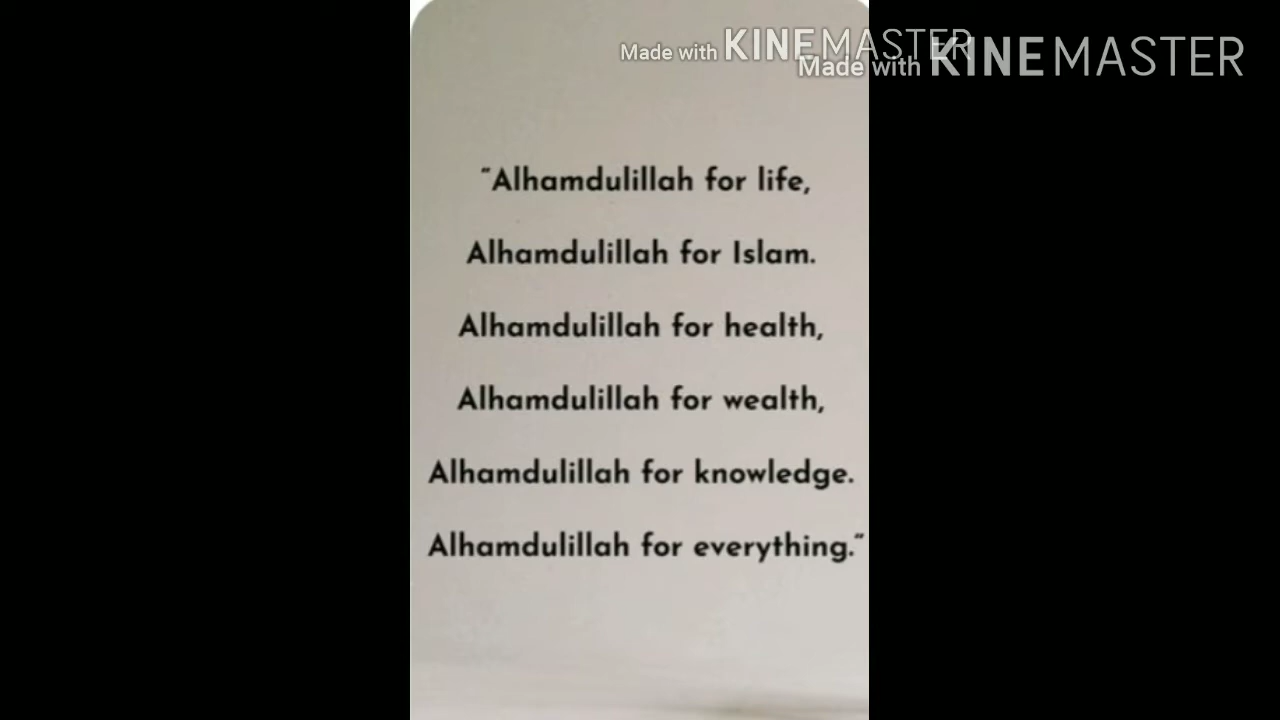 Made with KINEMASTER
Made with KINEMASTER
“Alhamdulillah for life,
Alhamdulillah for Islam.
Alhamdulillah for health,
Alhamdulillah for wealth,
Alhamdulillah for knowledge.
Alhamdulillah for everything.”